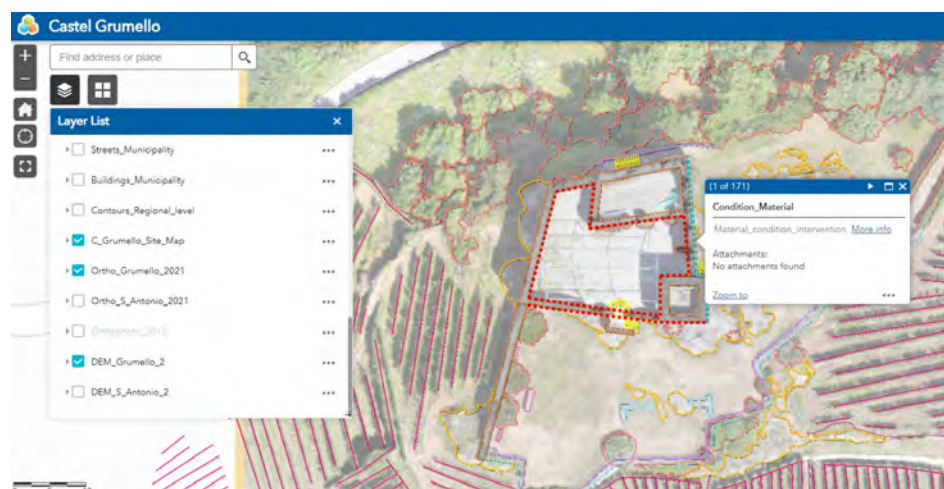 Castel Grumello
Find address or place
Layer List
Streets_Municipality
Buildings_Municipality
Contours_Regional_level
C_Grumello_Site_Map
Ortho_Grumello_2021
Ortho_S_Antonio_2021
Orthophoto_2012
DEM_Grumello_2
DEM_S_Antonio_2
(1 of 171)
Condition_Material
Material_condition_intervention More info
Attachments:
No attachments found
Zoom to